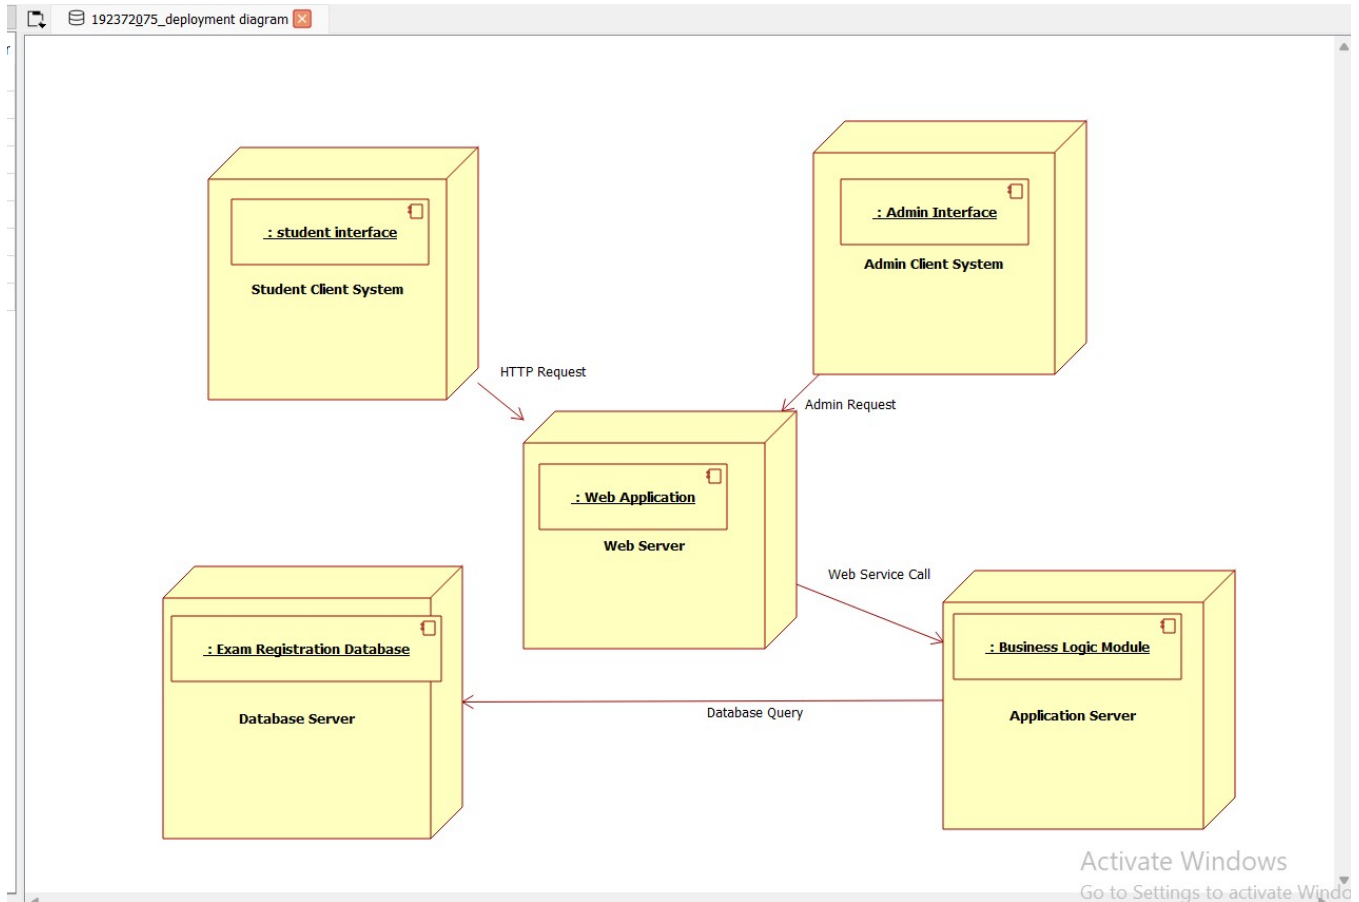 192372075_deployment diagram
: student interface
Student Client System
: Admin Interface
Admin Client System
HTTP Request
Admin Request
: Web Application
Web Server
Web Service Call
: Exam Registration Database
Database Server
: Business Logic Module
Application Server
Database Query
Activate Windows
Go to Settings to activate Windo